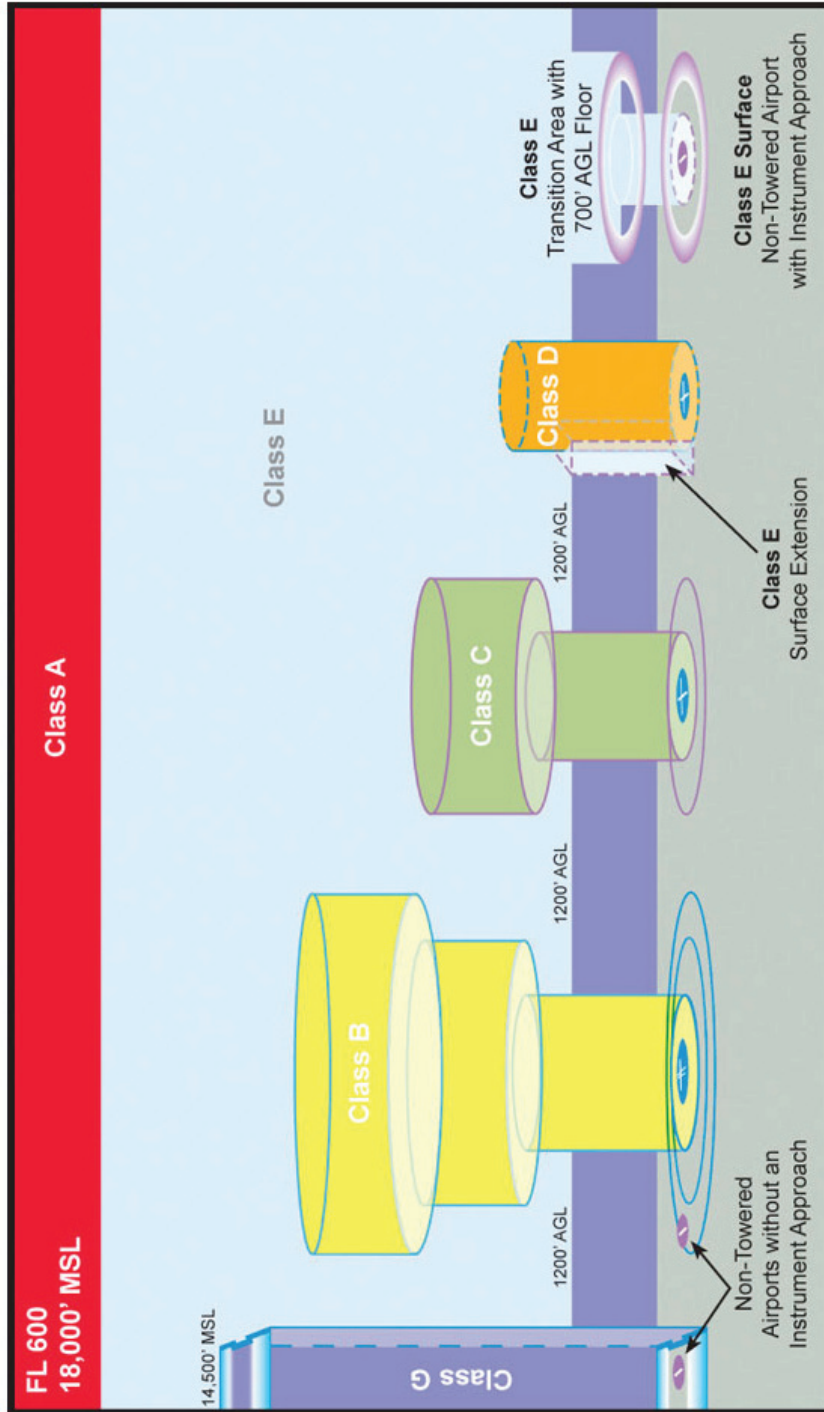 FL 600
18,000' MSL
Class A
14,500' MSL
Class G
Class B
Class C
Class E
Class D
Class E
Transition Area with
700' AGL Floor
1200' AGL
1200' AGL
1200' AGL
Non-Towered
Airports without an
Instrument Approach
Class E
Surface Extension
Class E Surface
Non-Towered Airport
with Instrument Approach